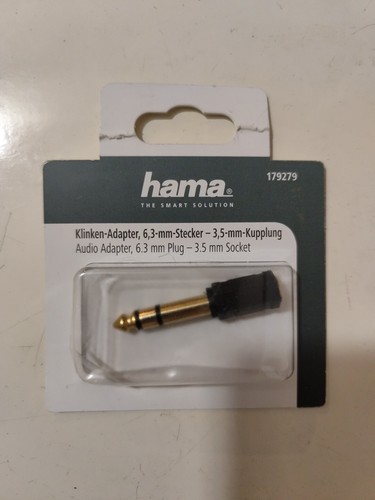 hama®
THE SMART SOLUTION
179279
Klinken-Adapter, 6,3-mm-Stecker – 3,5-mm-Kupplung
Audio Adapter, 6.3 mm Plug – 3.5 mm Socket